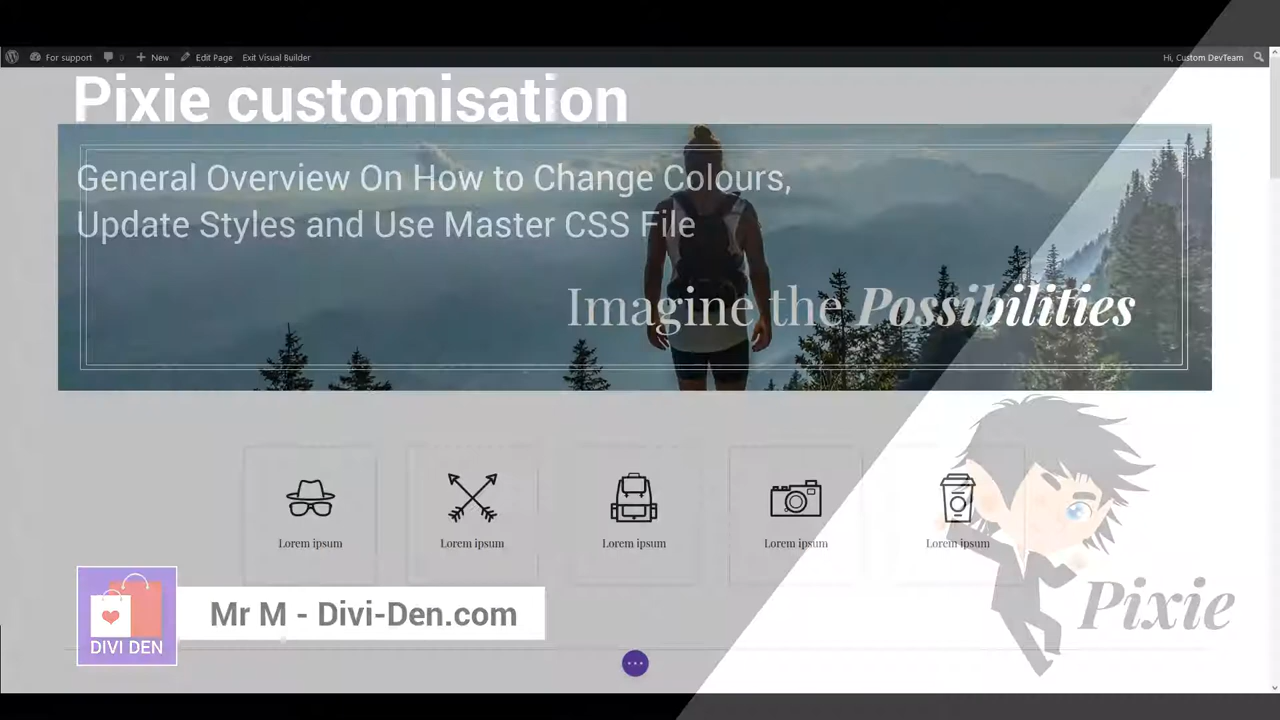 For support
0
New
Edit Page
Exit Visual Builder
Hi, Custom DevTeam
Pixie customisation
General Overview On How to Change Colours,
Update Styles and Use Master CSS File
Imagine the Possibilities
Lorem ipsum
Lorem ipsum
Lorem ipsum
Lorem ipsum
Lorem ipsum
Pixie
Mr M - Divi-Den.com
DIVI DEN